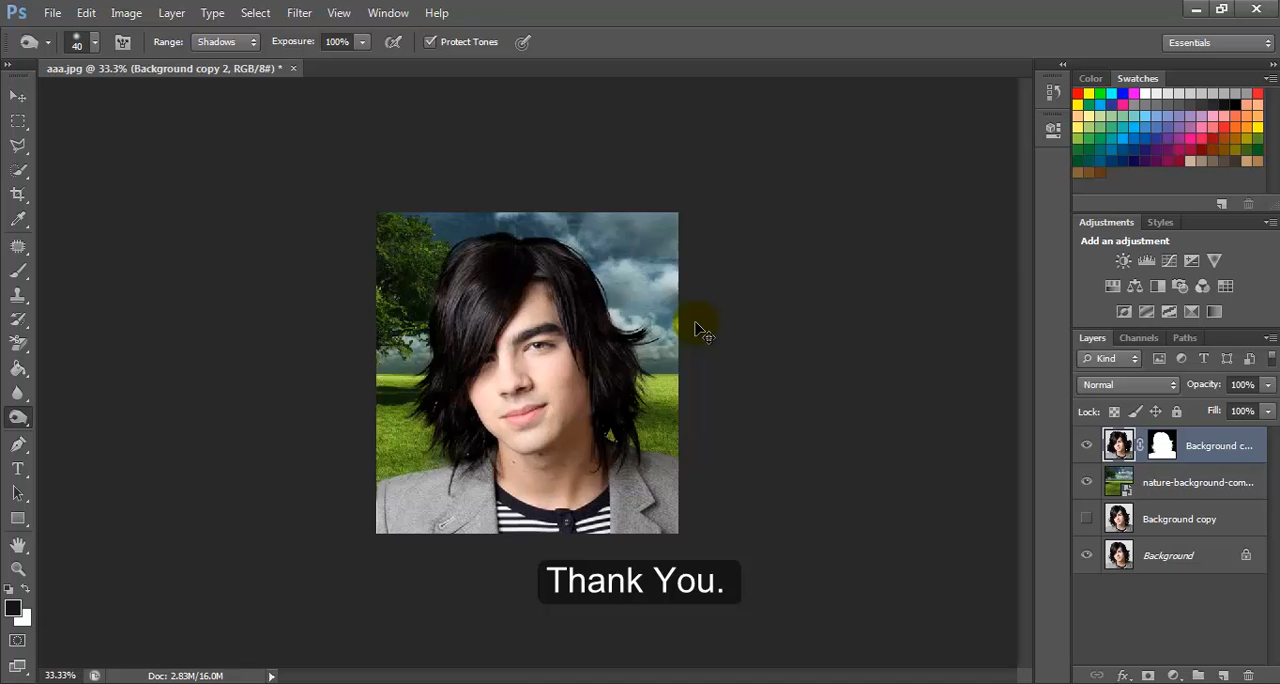 Ps File Edit Image Layer Type Select Filter View Window Help
40 Range: Shadows Exposure: 100% Protect Tones Essentials
aaa.jpg @ 33.3% (Background copy 2, RGB/8#) * ×
Color Swatches
Adjustments Styles
Add an adjustment
Layers Channels Paths
Kind
Normal Opacity: 100%
Lock: Fill: 100%
Background c...
nature-background-com...
Background copy
Background
Thank You.
33.33% Doc: 2.83M/16.0M